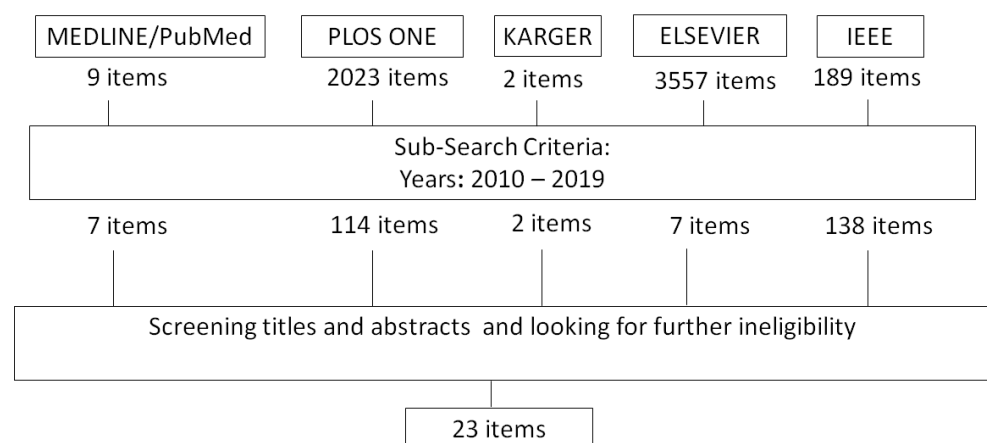 MEDLINE/PubMed PLOS ONE KARGER ELSEVIER IEEE
9 items 2023 items 2 items 3557 items 189 items
Sub-Search Criteria:
Years: 2010 – 2019
7 items 114 items 2 items 7 items 138 items
Screening titles and abstracts and looking for further ineligibility
23 items